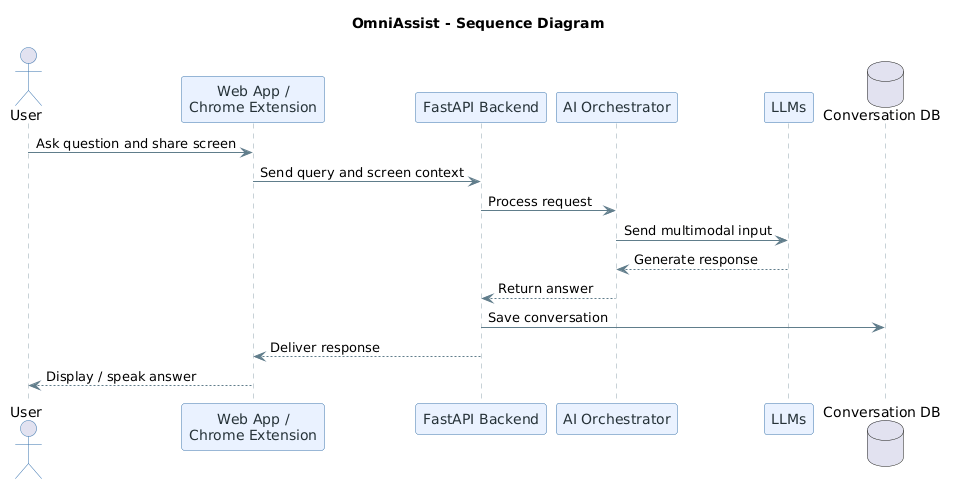 OmniAssist - Sequence Diagram
User
Web App /
Chrome Extension
FastAPI Backend
AI Orchestrator
LLMs
Conversation DB
Ask question and share screen
Send query and screen context
Process request
Send multimodal input
Generate response
Return answer
Save conversation
Deliver response
Display / speak answer
User
Web App /
Chrome Extension
FastAPI Backend
AI Orchestrator
LLMs
Conversation DB